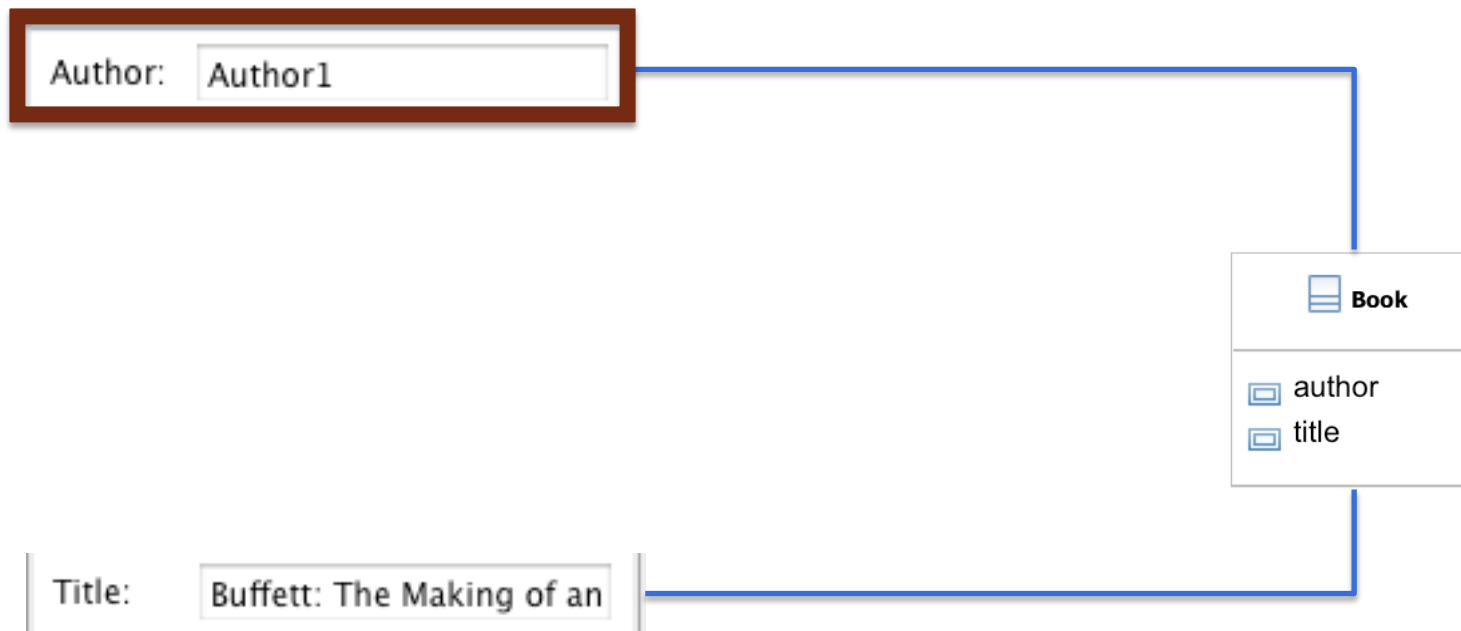 Author: Author1
Book
author
title
Title: Buffett: The Making of an